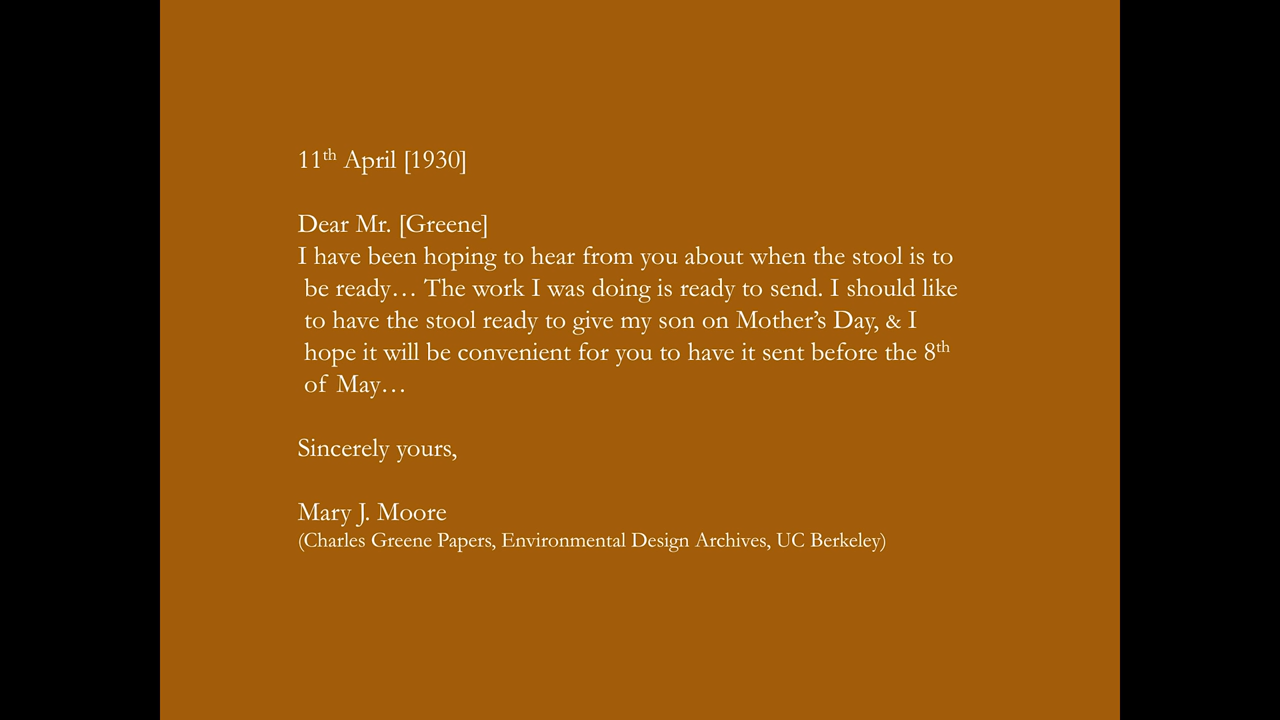 11th April [1930]
Dear Mr. [Greene]
I have been hoping to hear from you about when the stool is to
be ready… The work I was doing is ready to send. I should like
to have the stool ready to give my son on Mother’s Day, & I
hope it will be convenient for you to have it sent before the 8th
of May…
Sincerely yours,
Mary J. Moore
(Charles Greene Papers, Environmental Design Archives, UC Berkeley)